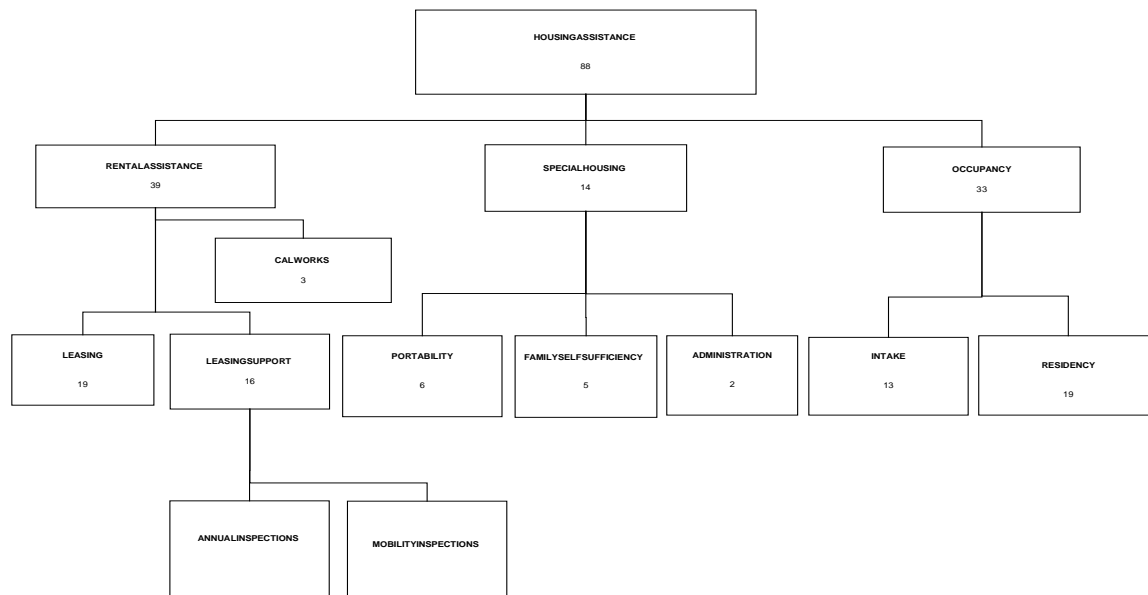 HOUSINGASSISTANCE
88
RENTALASSISTANCE
39
SPECIALHOUSING
14
OCCUPANCY
33
CALWORKS
3
LEASING
19
LEASINGSUPPORT
16
PORTABILITY
6
FAMILYSELFSUFFICIENCY
5
ADMINISTRATION
2
INTAKE
13
RESIDENCY
19
ANNUALINSPECTIONS
MOBILITYINSPECTIONS